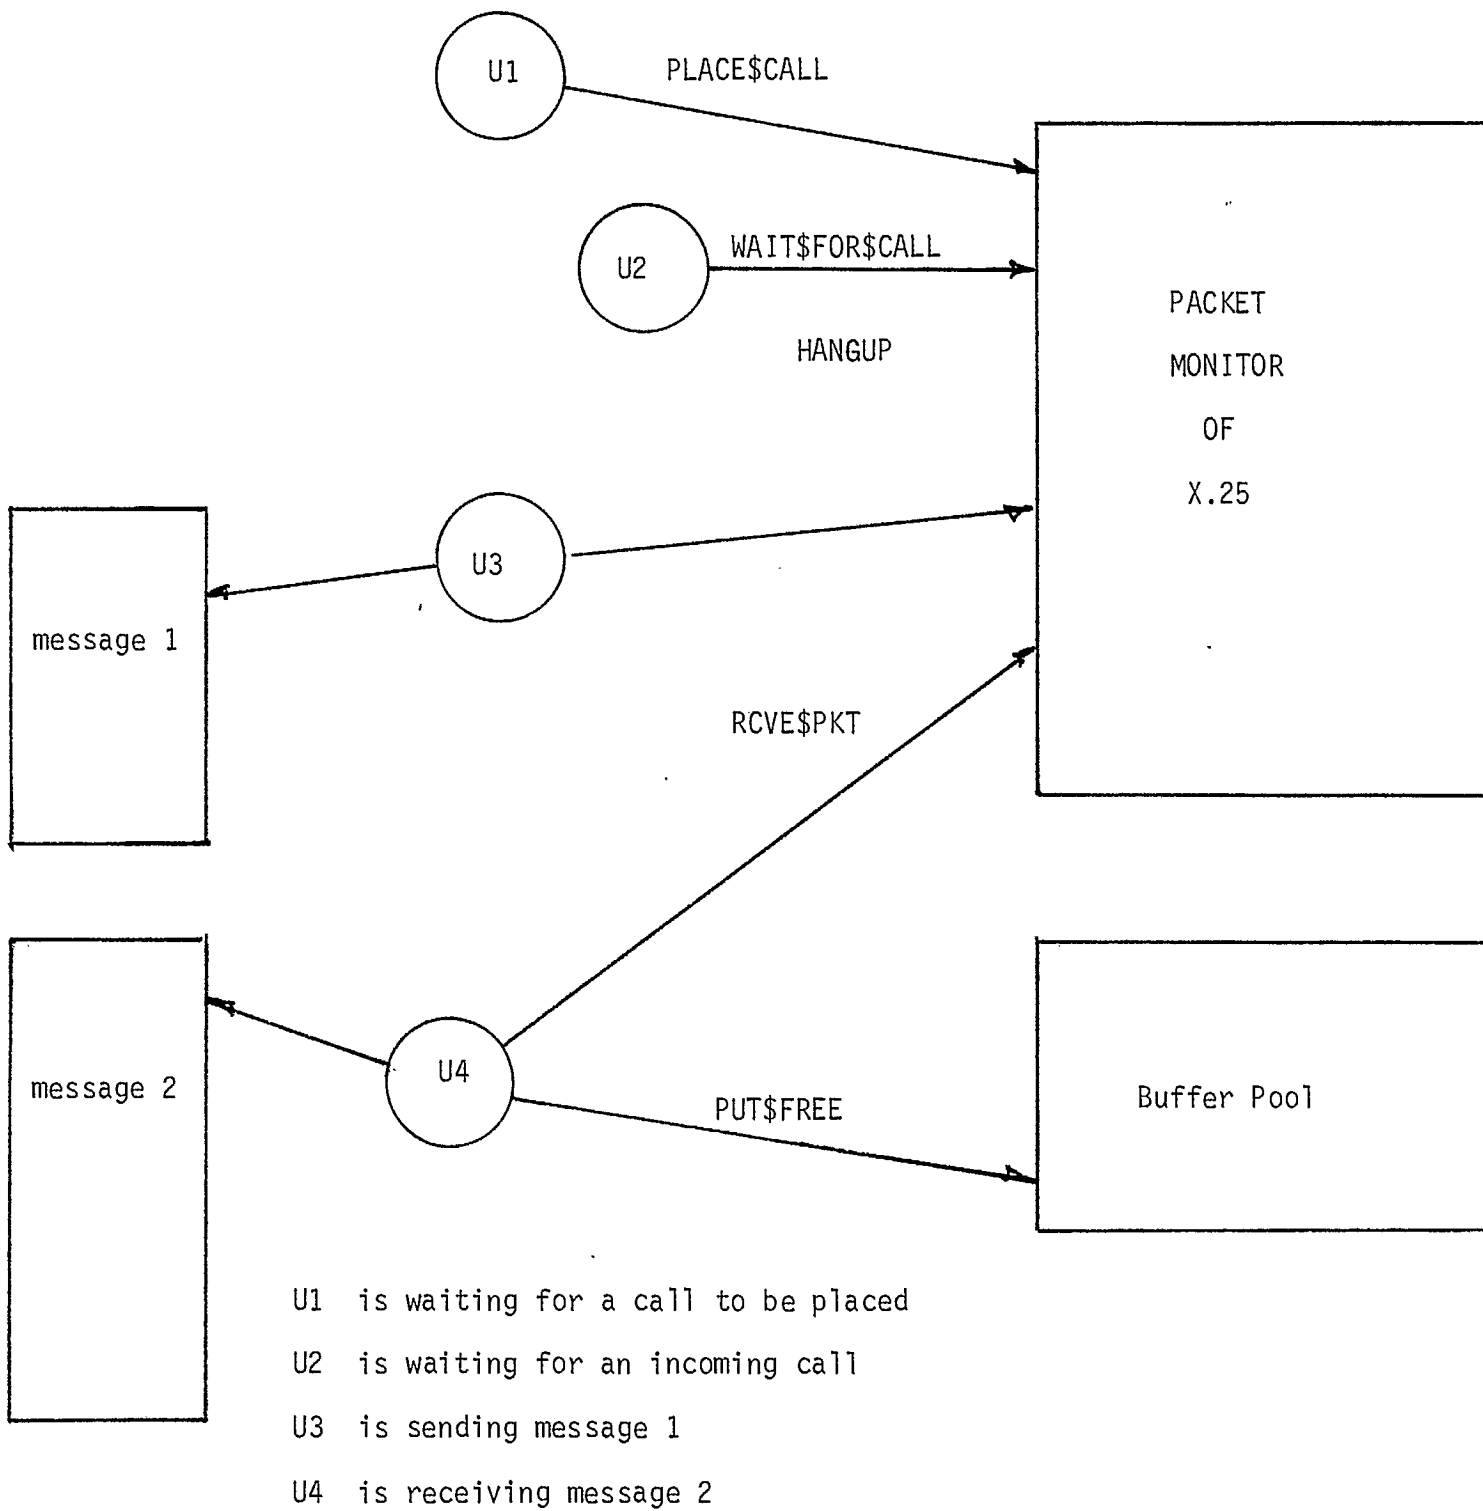 U1
PLACE$CALL
U2
WAIT$FOR$CALL
HANGUP
PACKET
MONITOR
OF
X.25
U3
message 1
RCVE$PKT
U4
message 2
PUT$FREE
Buffer Pool
U1 is waiting for a call to be placed
U2 is waiting for an incoming call
U3 is sending message 1
U4 is receiving message 2